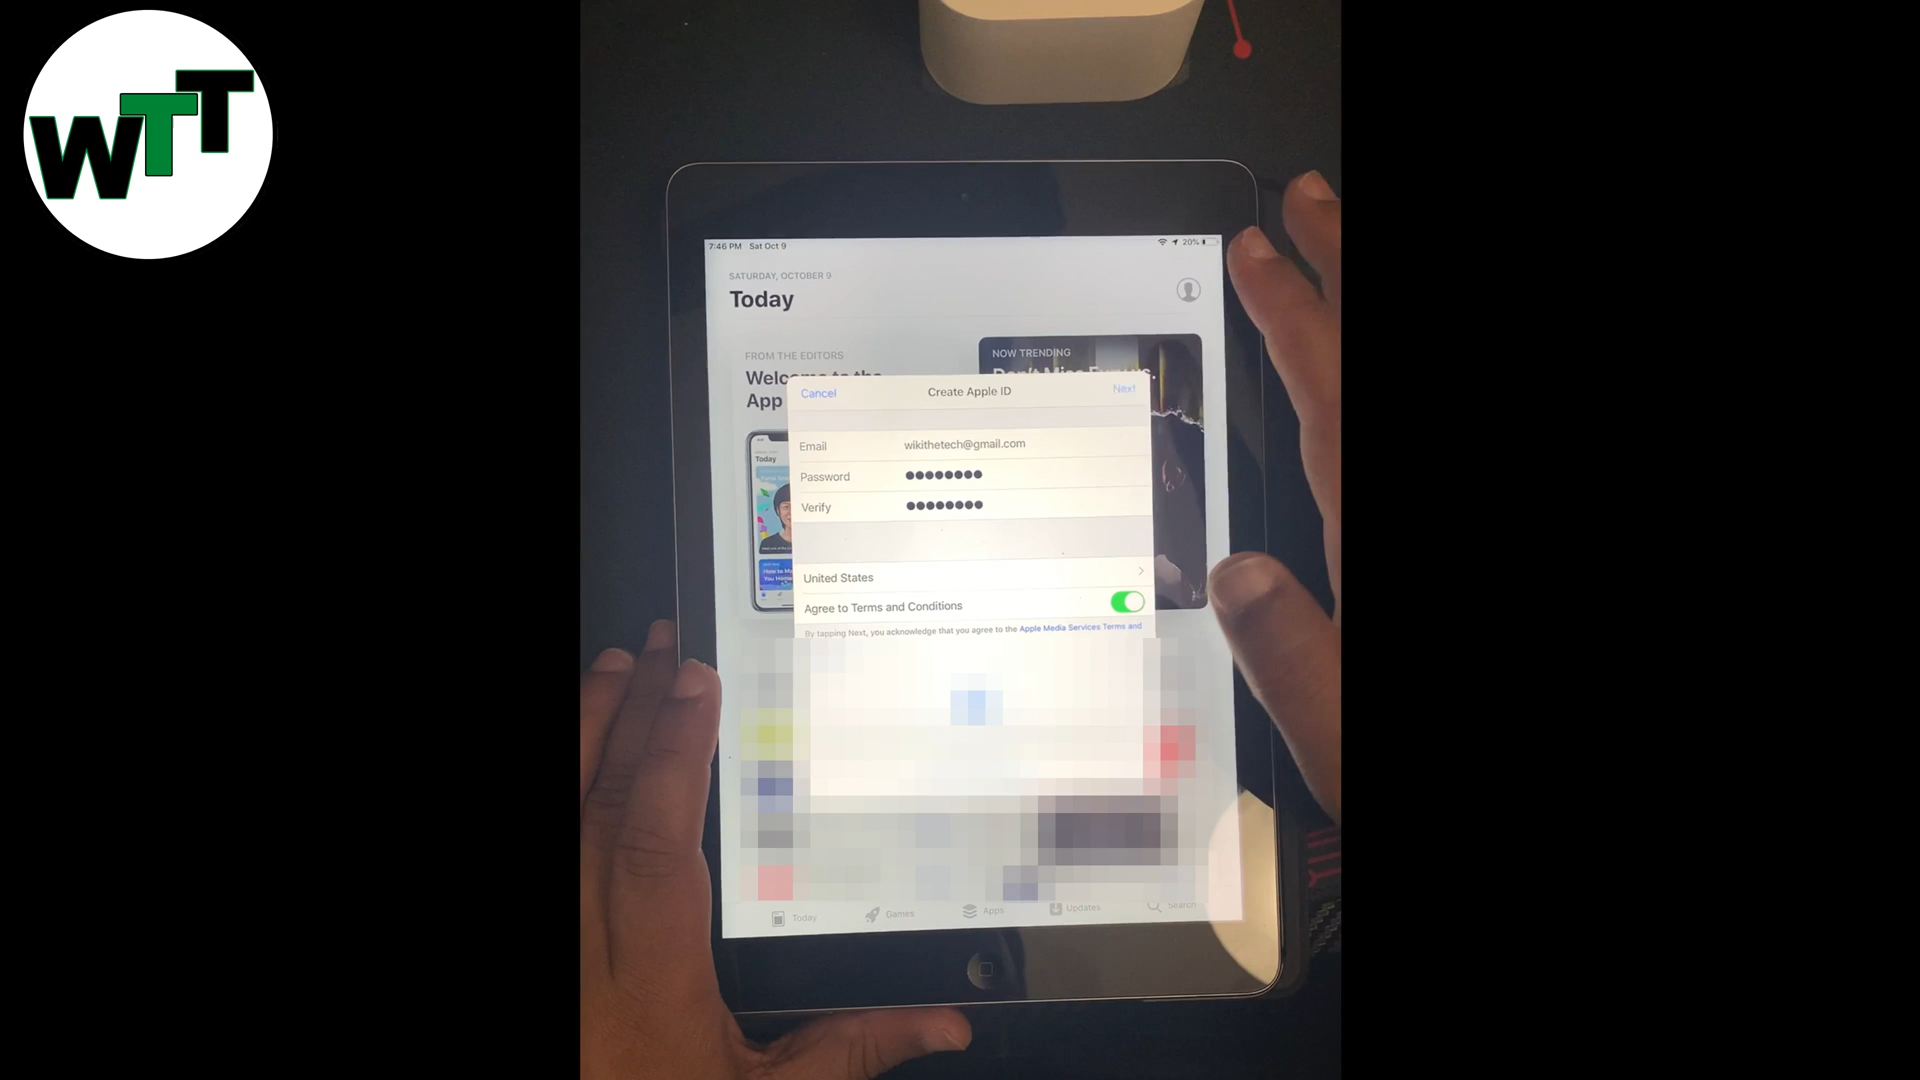 WTT
7:46 PM Sat Oct 9
20%
SATURDAY, OCTOBER 9
Today
FROM THE EDITORS
Welcome to the
App
NOW TRENDING
Cancel
Create Apple ID
Next
Email wikithetech@gmail.com
Password ●●●●●●●●
Verify ●●●●●●●●
United States
Agree to Terms and Conditions
By tapping Next, you acknowledge that you agree to the Apple Media Services Terms and
Today
Today
Games
Apps
Updates
Search